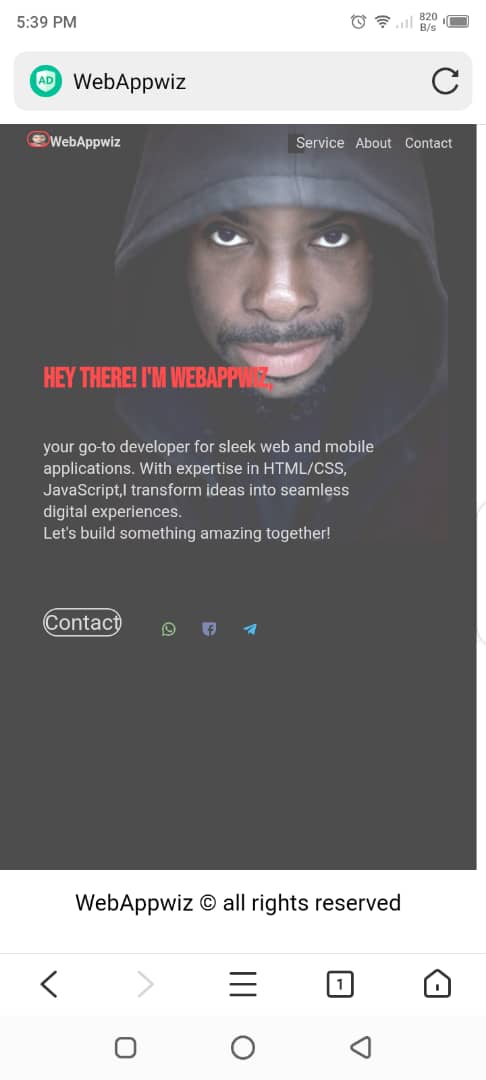 5:39 PM
820
B/s
AD
WebAppwiz
WebAppwiz
Service About Contact
HEY THERE! I'M WEBAPPWIZ,
your go-to developer for sleek web and mobile
applications. With expertise in HTML/CSS,
JavaScript,I transform ideas into seamless
digital experiences.
Let's build something amazing together!
Contact
WebAppwiz © all rights reserved
1